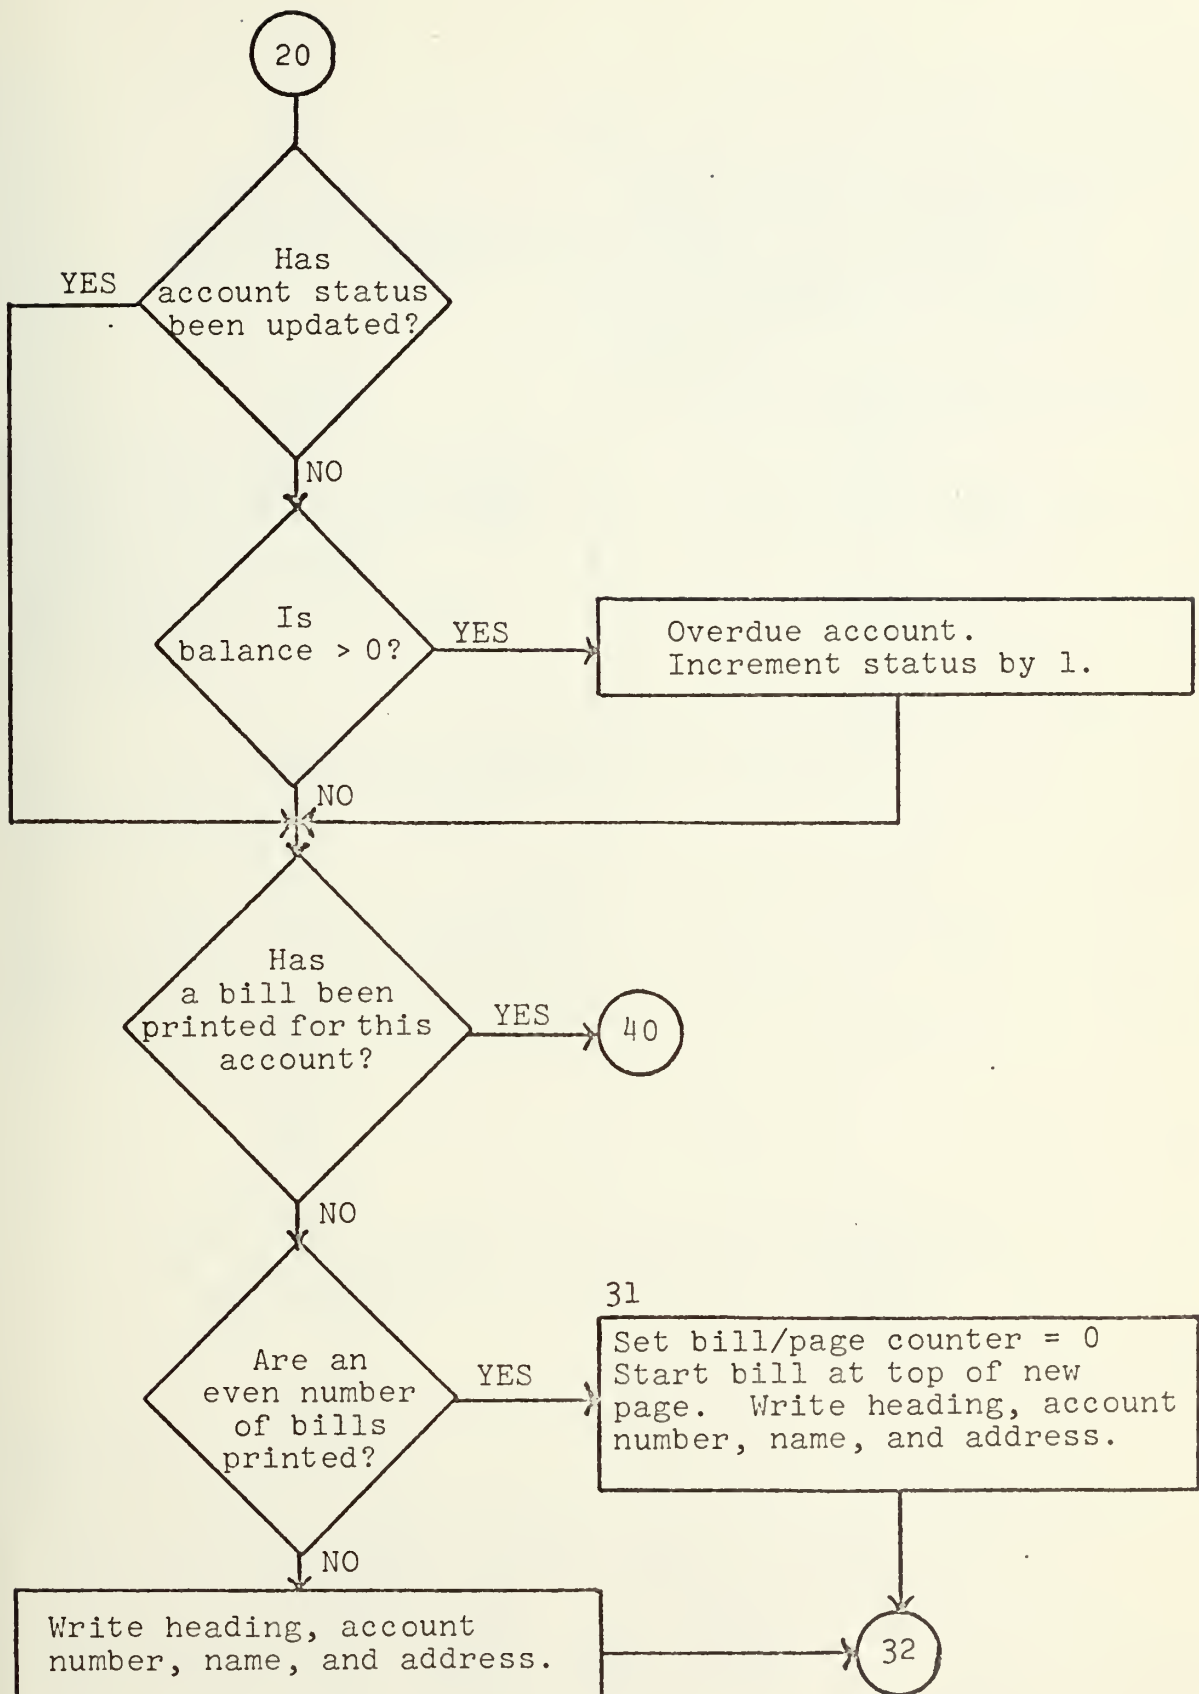 20
Has
YES
account status
been updated?
NO
Is
balance > 0?
YES
Overdue account.
Increment status by 1.
NO
Has
a bill been
printed for this
account?
YES
40
NO
31
Are an
even number
of bills
printed?
YES
Set bill/page counter = 0
Start bill at top of new
page. Write heading, account
number, name, and address.
NO
Write heading, account
number, name, and address.
32